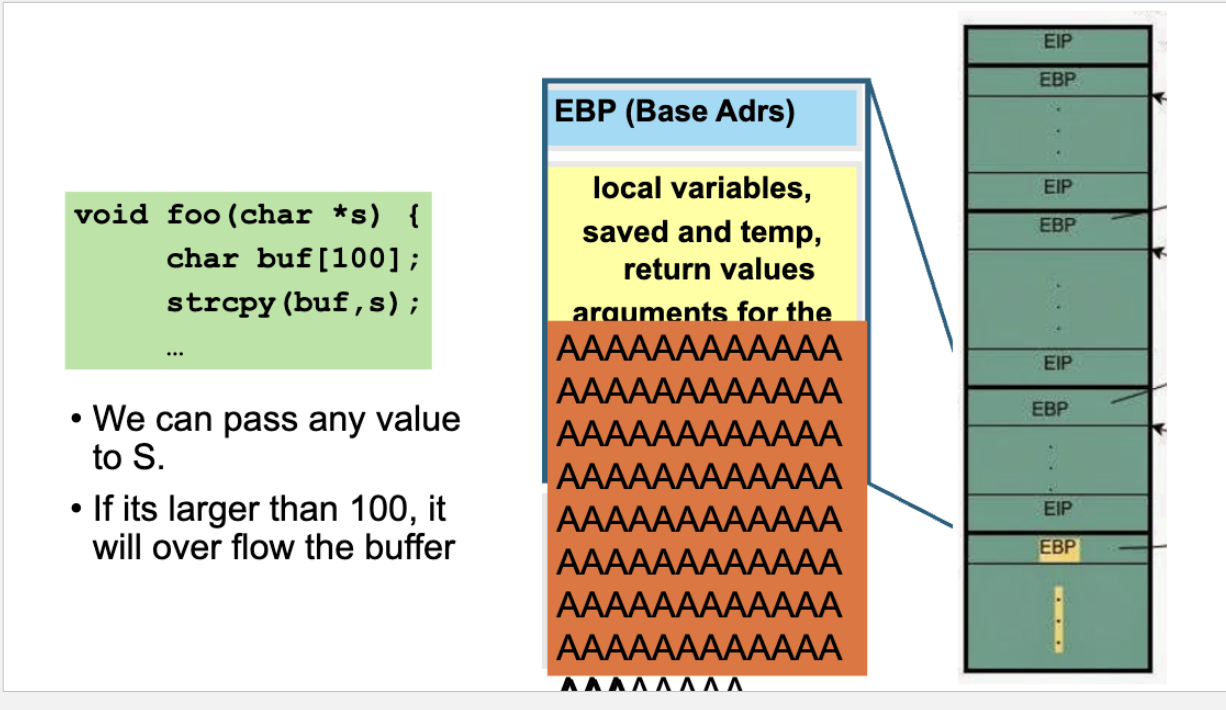 void foo(char *s) {
char buf[100];
strcpy(buf,s);
…
• We can pass any value
to S.
• If its larger than 100, it
will over flow the buffer
EBP (Base Adrs)
local variables,
saved and temp,
return values
arguments for the
AAAAAAAAAAAA
AAAAAAAAAAAA
AAAAAAAAAAAA
AAAAAAAAAAAA
AAAAAAAAAAAA
AAAAAAAAAAAA
AAAAAAAAAAAA
AAAAAAAAAAAA
AAAAAAAA
EIP
EBP
EIP
EBP
EIP
EBP
EIP
EBP